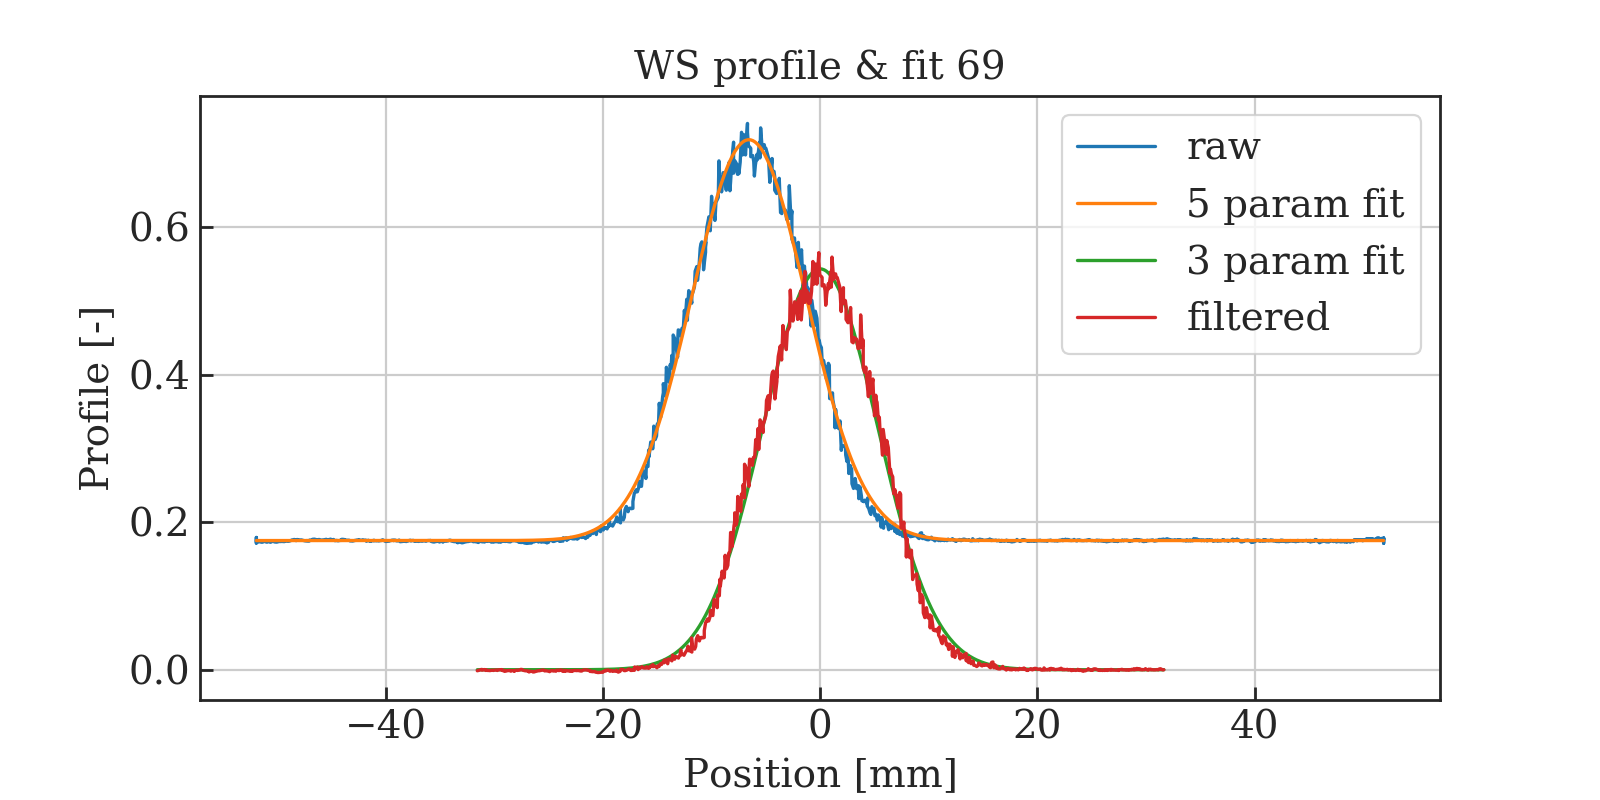 WS profile & fit 69
raw
5 param fit
3 param fit
filtered
Profile [-]
0.6
0.4
0.2
0.0
−40
−20
0
20
40
Position [mm]